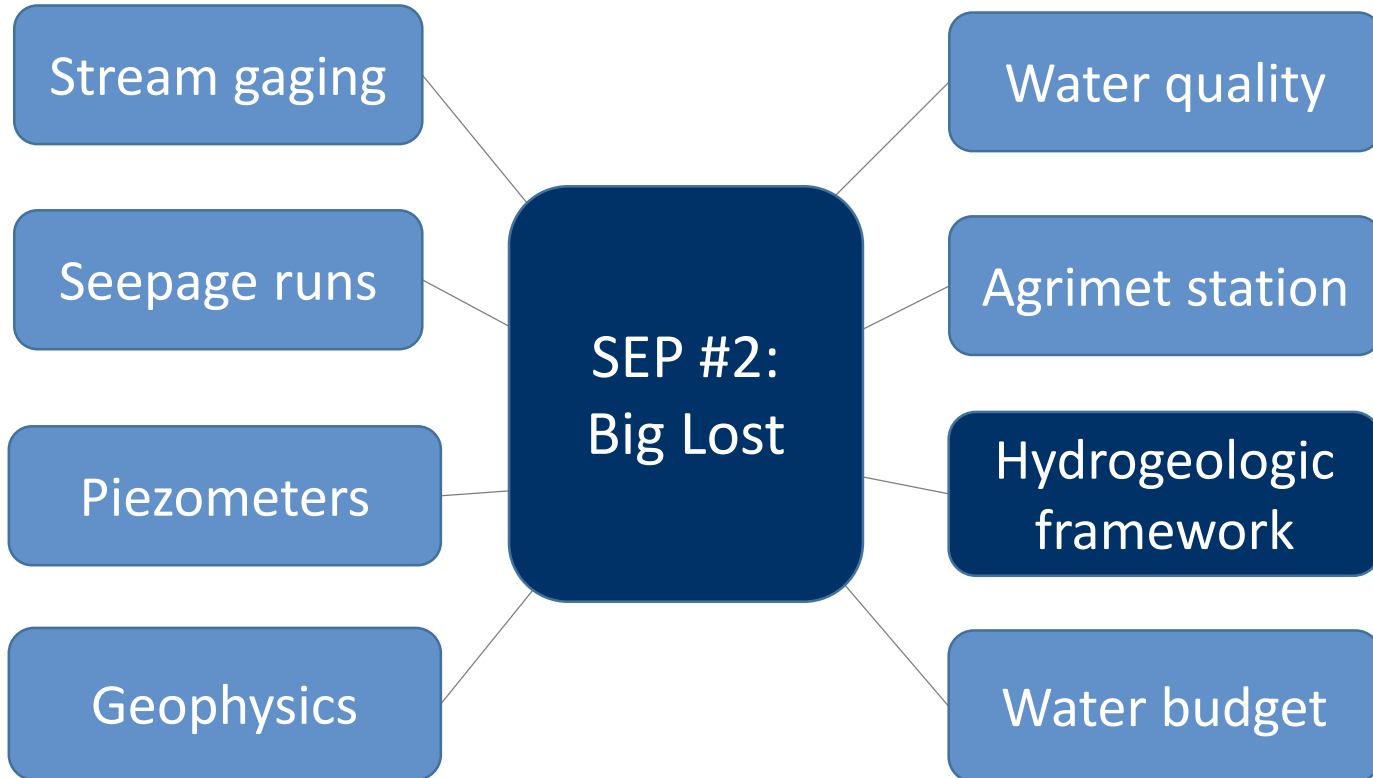 Stream gaging
Seepage runs
Piezometers
Geophysics
SEP #2:
Big Lost
Water quality
Agrimet station
Hydrogeologic
framework
Water budget